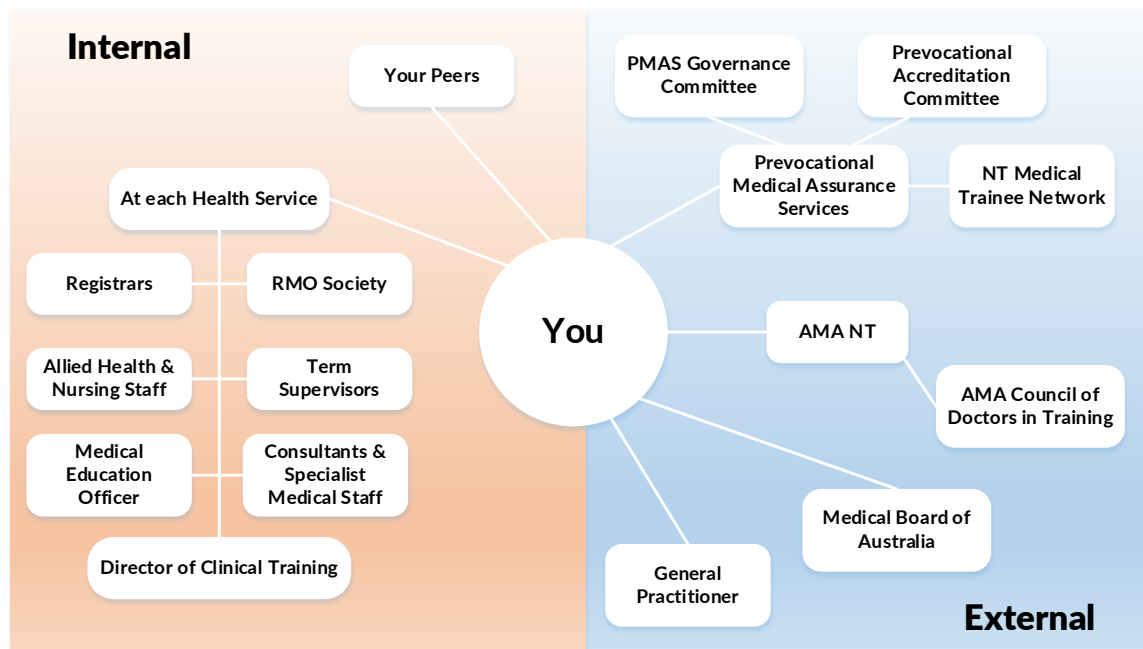 Internal
Your Peers
At each Health Service
Registrars
RMO Society
Allied Health &
Nursing Staff
Term
Supervisors
Medical
Education
Officer
Consultants &
Specialist
Medical Staff
Director of Clinical Training
You
PMAS Governance
Committee
Prevocational
Accreditation
Committee
Prevocational
Medical Assurance
Services
NT Medical
Trainee Network
AMA NT
AMA Council of
Doctors in Training
Medical Board of
Australia
General
Practitioner
External